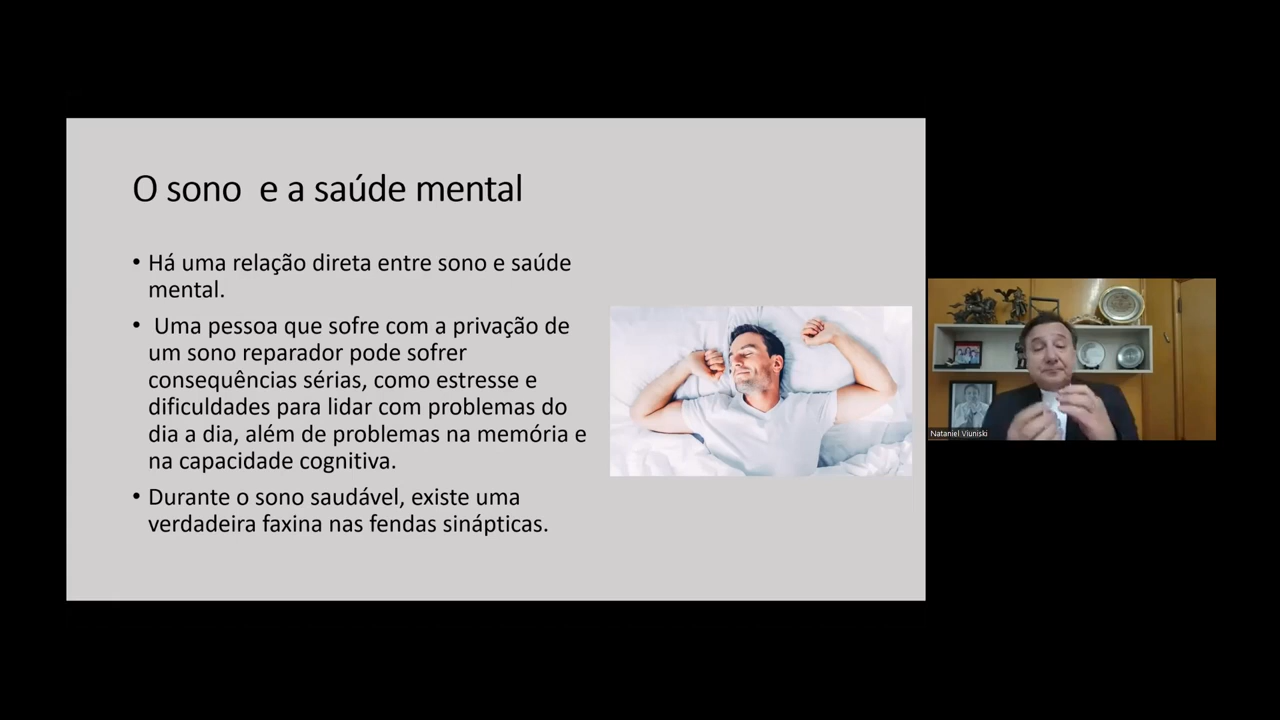 O sono  e a saúde mental
• Há uma relação direta entre sono e saúde
mental.
•  Uma pessoa que sofre com a privação de
um sono reparador pode sofrer
consequências sérias, como estresse e
dificuldades para lidar com problemas do
dia a dia, além de problemas na memória e
na capacidade cognitiva.
• Durante o sono saudável, existe uma
verdadeira faxina nas fendas sinápticas.
Nataniel Viuniski